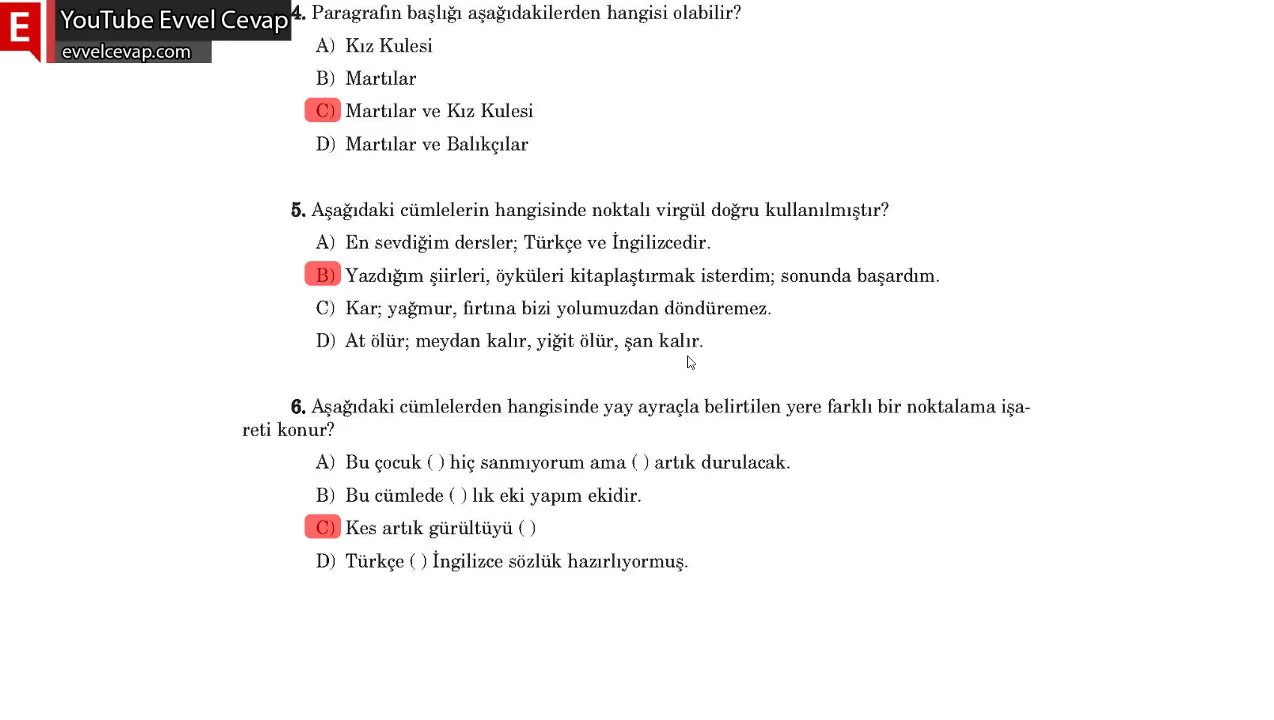 E
YouTube Evvel Cevap
evvelcevap.com
4. Paragrafın başlığı aşağıdakilerden hangisi olabilir?
A) Kız Kulesi
B) Martılar
C) Martılar ve Kız Kulesi
D) Martılar ve Balıkçılar
5. Aşağıdaki cümlelerin hangisinde noktalı virgül doğru kullanılmıştır?
A) En sevdiğim dersler; Türkçe ve İngilizcedir.
B) Yazdığım şiirleri, öyküleri kitaplaştırmak isterdim; sonunda başardım.
C) Kar; yağmur, fırtına bizi yolumuzdan döndüremez.
D) At ölür; meydan kalır, yiğit ölür, şan kalır.
6. Aşağıdaki cümlelerden hangisinde yay ayraçla belirtilen yere farklı bir noktalama işa-
reti konur?
A) Bu çocuk ( ) hiç sanmıyorum ama ( ) artık durulacak.
B) Bu cümlede ( ) lık eki yapım ekidir.
C) Kes artık gürültüyü ( )
D) Türkçe ( ) İngilizce sözlük hazırlıyormuş.